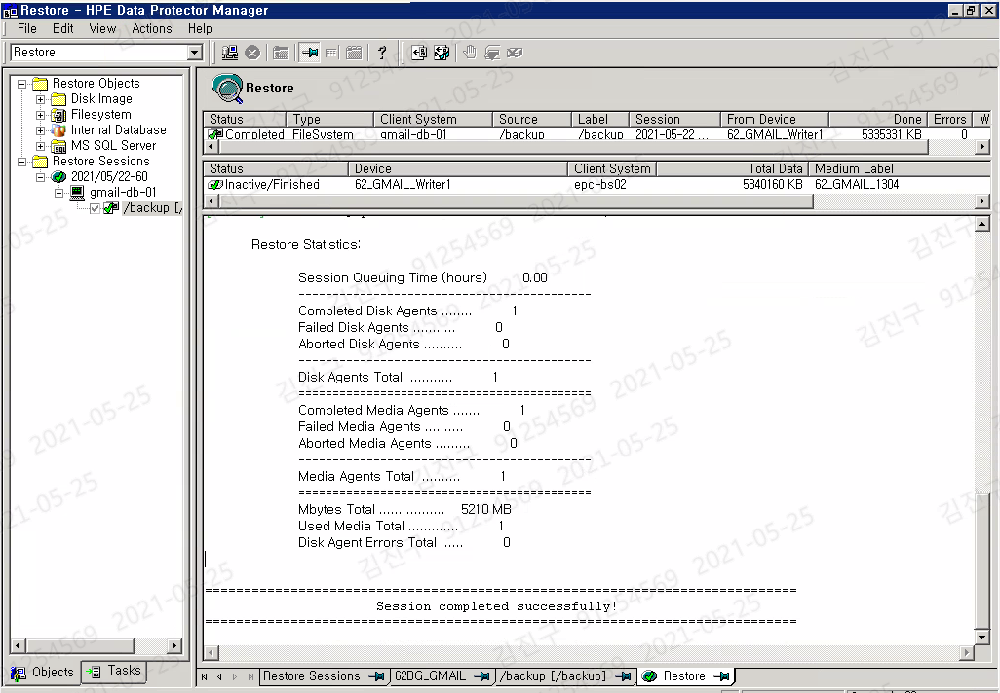 Restore - HPE Data Protector Manager
File Edit View Actions Help
Restore
Restore Objects
Disk Image
Filesystem
Internal Database
MS SQL Server
Restore Sessions
2021/05/22-60
gmail-db-01
/backup [/
Objects Tasks
Restore
Status Type Client System Source Label Session From Device Done Errors W
Completed FileSystem gmail-db-01 /backup /backup 2021-05-22 ... 62_GMAIL_Writer1 5335331 KB 0
Status Device Client System Total Data Medium Label
Inactive/Finished 62_GMAIL_Writer1 epc-bs02 5340160 KB 62_GMAIL_1304
Restore Statistics:
Session Queuing Time (hours) 0.00
----------------------------------------
Completed Disk Agents ........ 1
Failed Disk Agents .......... 0
Aborted Disk Agents ......... 0
----------------------------------------
Disk Agents Total .......... 1
========================================
Completed Media Agents ....... 1
Failed Media Agents ......... 0
Aborted Media Agents ........ 0
----------------------------------------
Media Agents Total ......... 1
========================================
Mbytes Total ................ 5210 MB
Used Media Total ............ 1
Disk Agent Errors Total ...... 0
============================================================================
Session completed successfully!
============================================================================
Restore Sessions 62BG_GMAIL /backup [/backup] Restore
김진구 91254569 2021-05-25